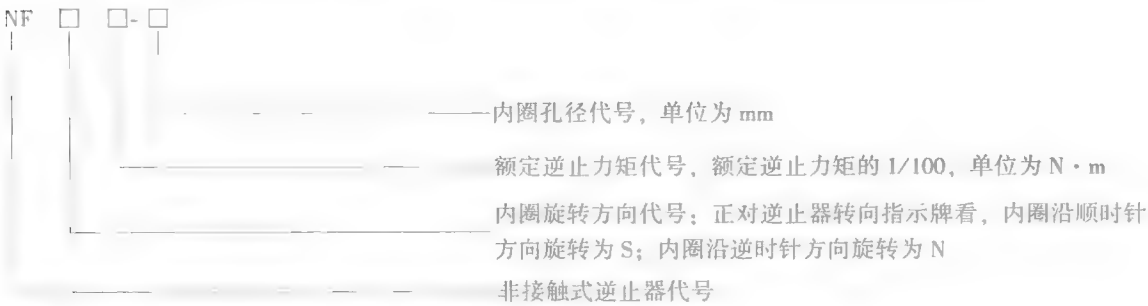 NF □ □-□
内圈孔径代号，单位为 mm
额定逆止力矩代号，额定逆止力矩的 1/100，单位为 N·m
内圈旋转方向代号；正对逆止器转向指示牌看，内圈沿顺时针
方向旋转为 S；内圈沿逆时针方向旋转为 N
非接触式逆止器代号